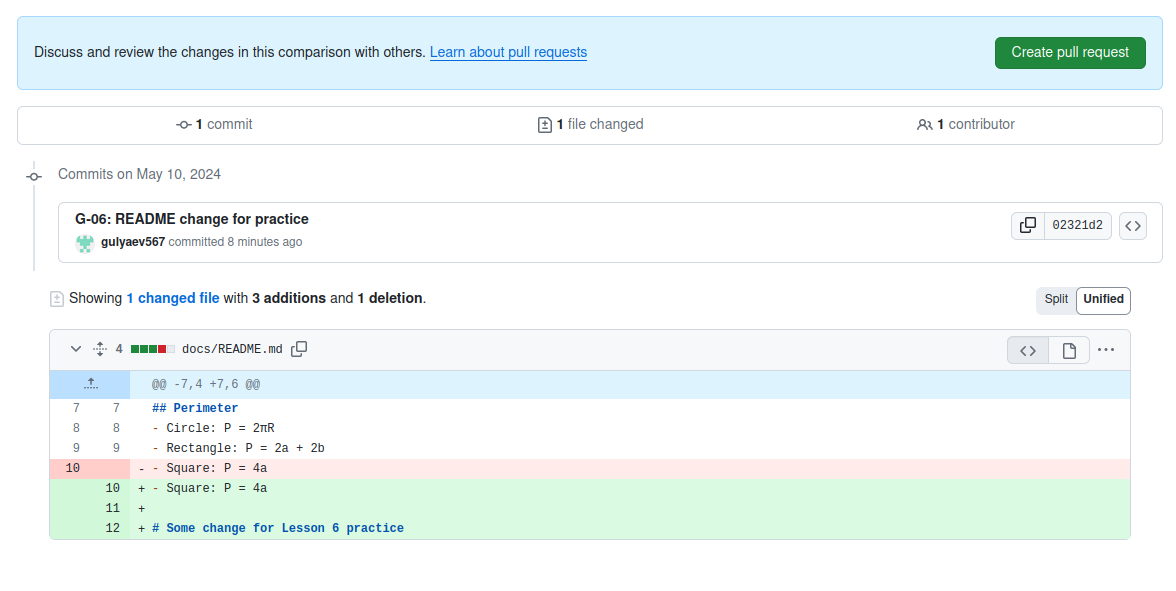 Discuss and review the changes in this comparison with others. Learn about pull requests
Create pull request
1 commit
1 file changed
1 contributor
Commits on May 10, 2024
G-06: README change for practice
gulyaev567 committed 8 minutes ago
02321d2
Showing 1 changed file with 3 additions and 1 deletion.
Split Unified
4 docs/README.md
@@ -7,4 +7,6 @@
7 7 ## Perimeter
8 8 - Circle: P = 2πR
9 9 - Rectangle: P = 2a + 2b
10 - - Square: P = 4a
10 + - Square: P = 4a
11 +
12 + # Some change for Lesson 6 practice